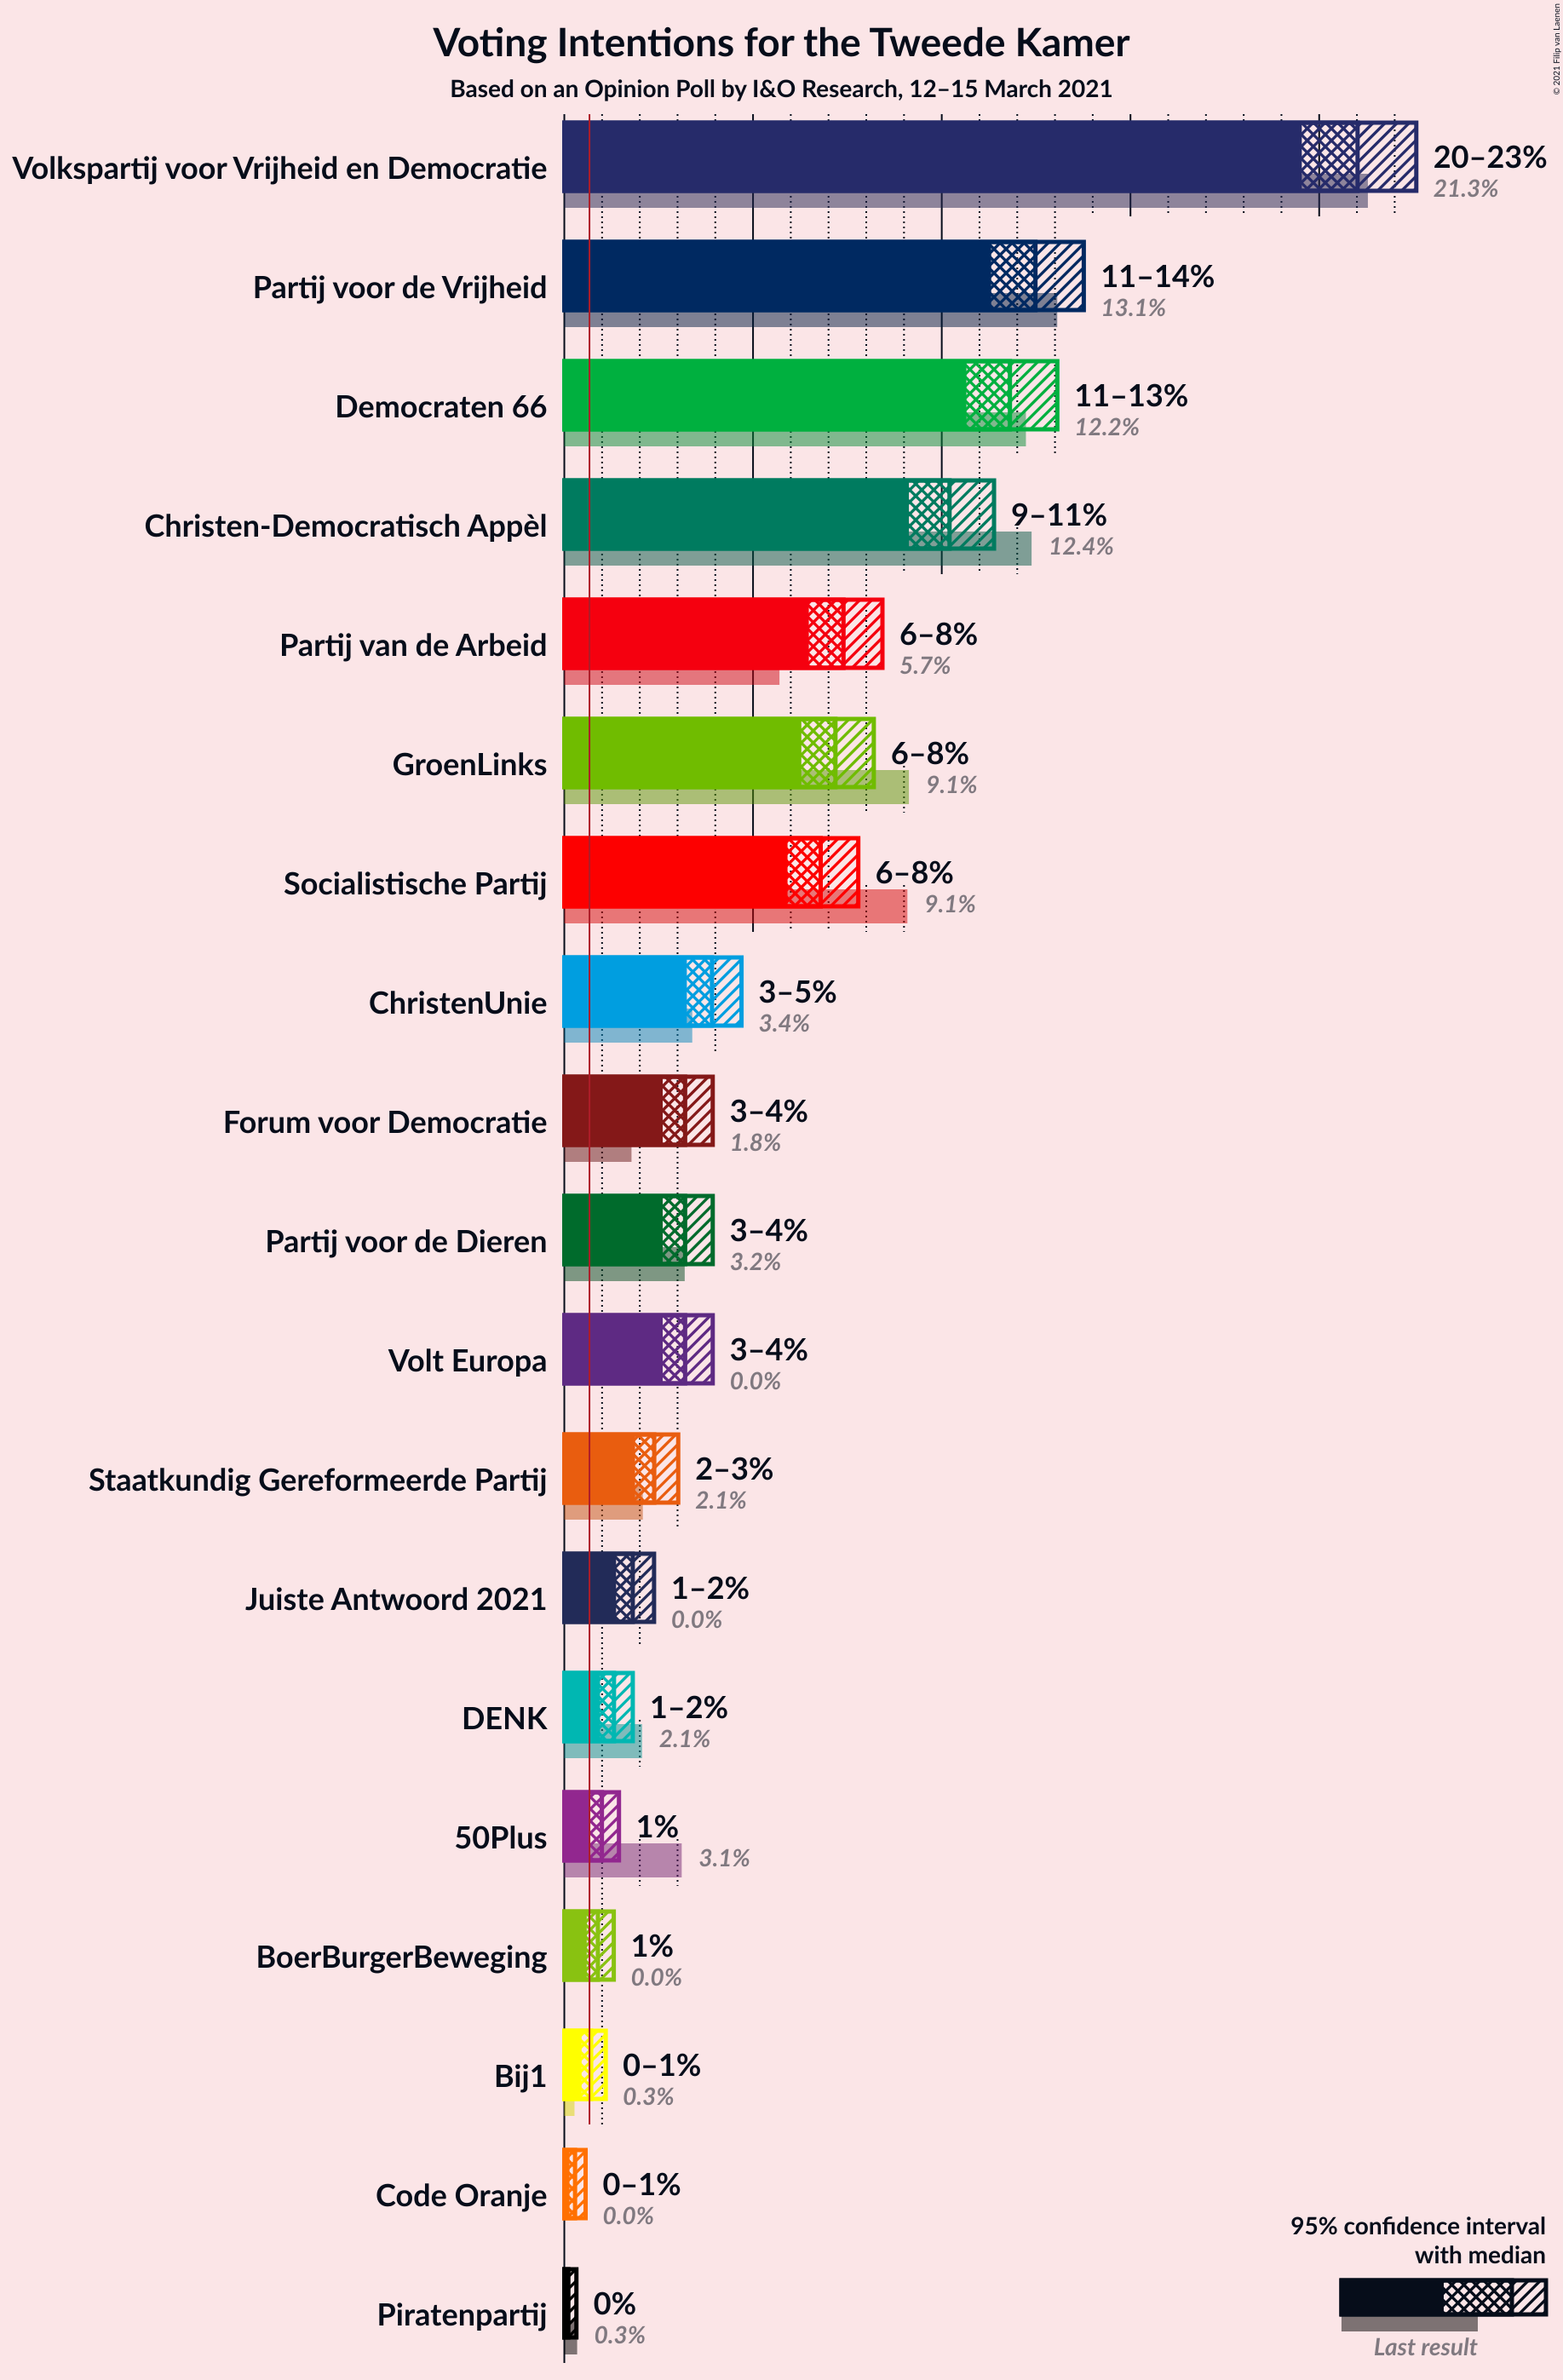 Voting Intentions for the Tweede Kamer
Based on an Opinion Poll by I&O Research, 12–15 March 2021
© 2021 Filip van Laenen
Volkspartij voor Vrijheid en Democratie
20–23%
21.3%
Partij voor de Vrijheid
11–14%
13.1%
Democraten 66
11–13%
12.2%
Christen-Democratisch Appèl
9–11%
12.4%
Partij van de Arbeid
6–8%
5.7%
GroenLinks
6–8%
9.1%
Socialistische Partij
6–8%
9.1%
ChristenUnie
3–5%
3.4%
Forum voor Democratie
3–4%
1.8%
Partij voor de Dieren
3–4%
3.2%
Volt Europa
3–4%
0.0%
Staatkundig Gereformeerde Partij
2–3%
2.1%
Juiste Antwoord 2021
1–2%
0.0%
DENK
1–2%
2.1%
50Plus
1%
3.1%
BoerBurgerBeweging
1%
0.0%
Bij1
0–1%
0.3%
Code Oranje
0–1%
0.0%
Piratenpartij
0%
0.3%
95% confidence interval
with median
Last result